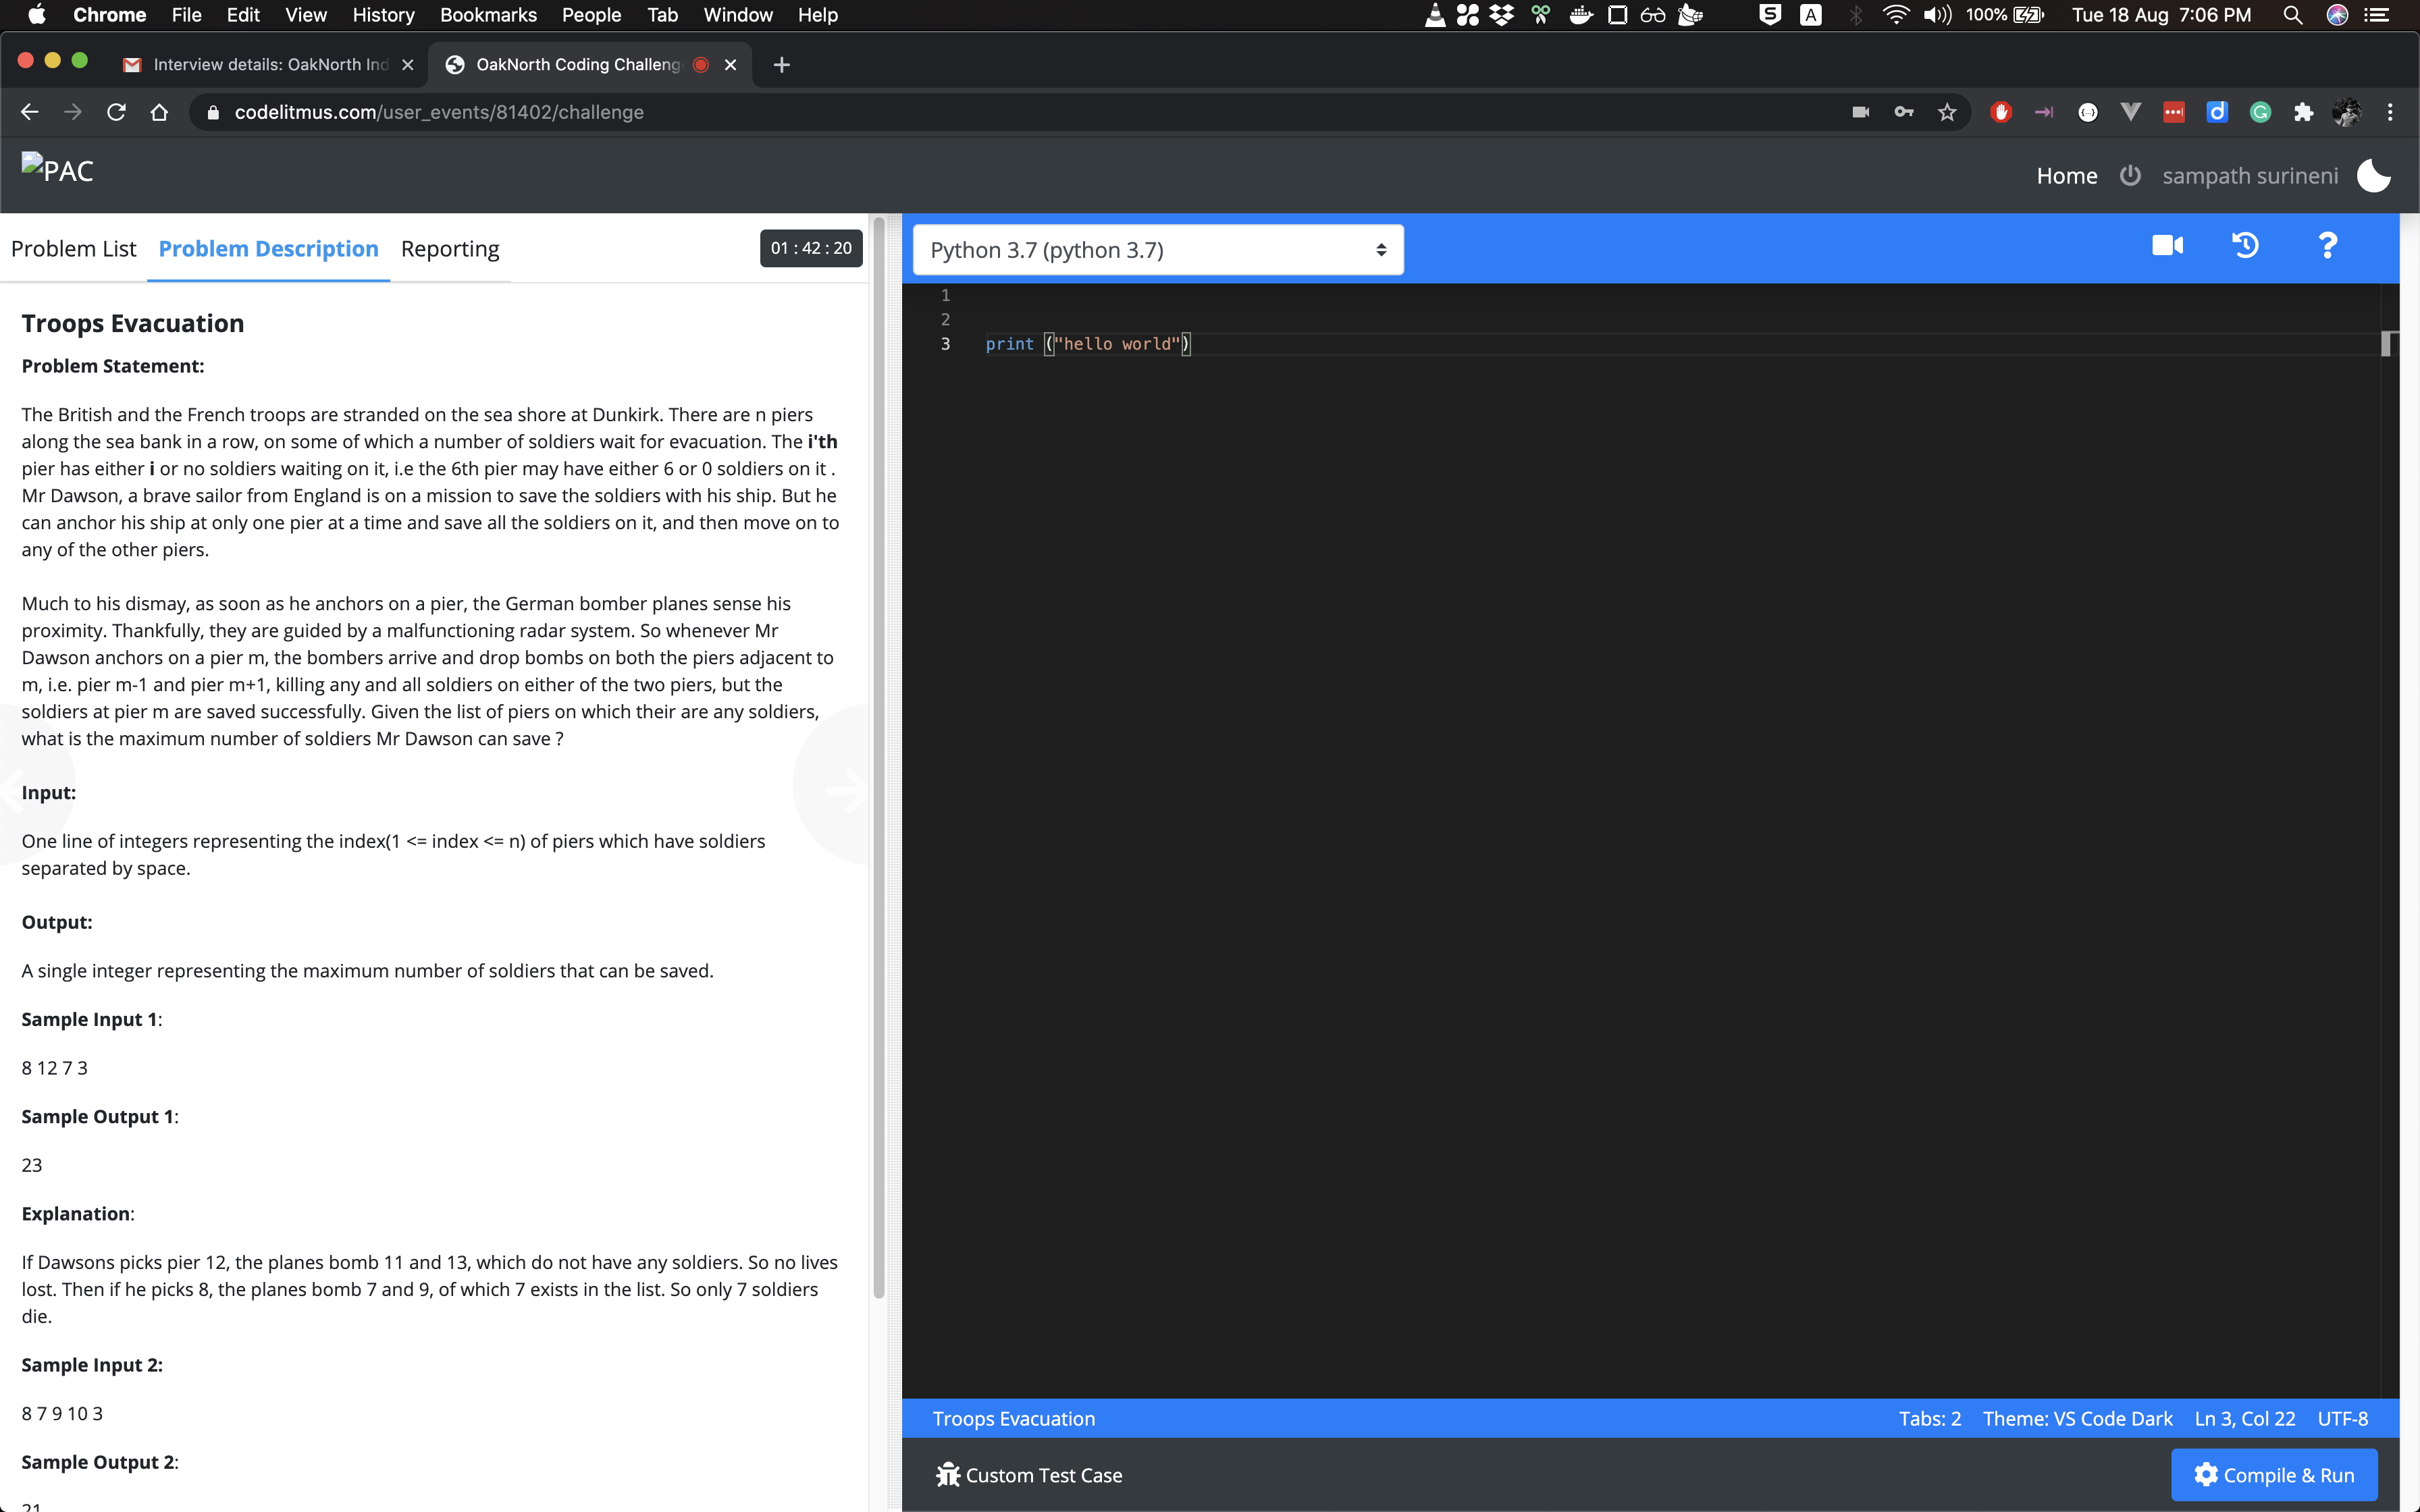 Chrome File Edit View History Bookmarks People Tab Window Help 100% Tue 18 Aug 7:06 PM
Interview details: OakNorth Ind OakNorth Coding Challeng
codelitmus.com/user_events/81402/challenge
PAC
Home sampath surineni
Problem List Problem Description Reporting 01 : 42 : 20
Python 3.7 (python 3.7)
Troops Evacuation
Problem Statement:
The British and the French troops are stranded on the sea shore at Dunkirk. There are n piers
along the sea bank in a row, on some of which a number of soldiers wait for evacuation. The i'th
pier has either i or no soldiers waiting on it, i.e the 6th pier may have either 6 or 0 soldiers on it .
Mr Dawson, a brave sailor from England is on a mission to save the soldiers with his ship. But he
can anchor his ship at only one pier at a time and save all the soldiers on it, and then move on to
any of the other piers.
Much to his dismay, as soon as he anchors on a pier, the German bomber planes sense his
proximity. Thankfully, they are guided by a malfunctioning radar system. So whenever Mr
Dawson anchors on a pier m, the bombers arrive and drop bombs on both the piers adjacent to
m, i.e. pier m-1 and pier m+1, killing any and all soldiers on either of the two piers, but the
soldiers at pier m are saved successfully. Given the list of piers on which their are any soldiers,
what is the maximum number of soldiers Mr Dawson can save ?
Input:
One line of integers representing the index(1 <= index <= n) of piers which have soldiers
separated by space.
Output:
A single integer representing the maximum number of soldiers that can be saved.
Sample Input 1:
8 12 7 3
Sample Output 1:
23
Explanation:
If Dawsons picks pier 12, the planes bomb 11 and 13, which do not have any soldiers. So no lives
lost. Then if he picks 8, the planes bomb 7 and 9, of which 7 exists in the list. So only 7 soldiers
die.
Sample Input 2:
8 7 9 10 3
Sample Output 2:
21
1
2
3 print ("hello world")
Troops Evacuation Tabs: 2 Theme: VS Code Dark Ln 3, Col 22 UTF-8
Custom Test Case Compile & Run